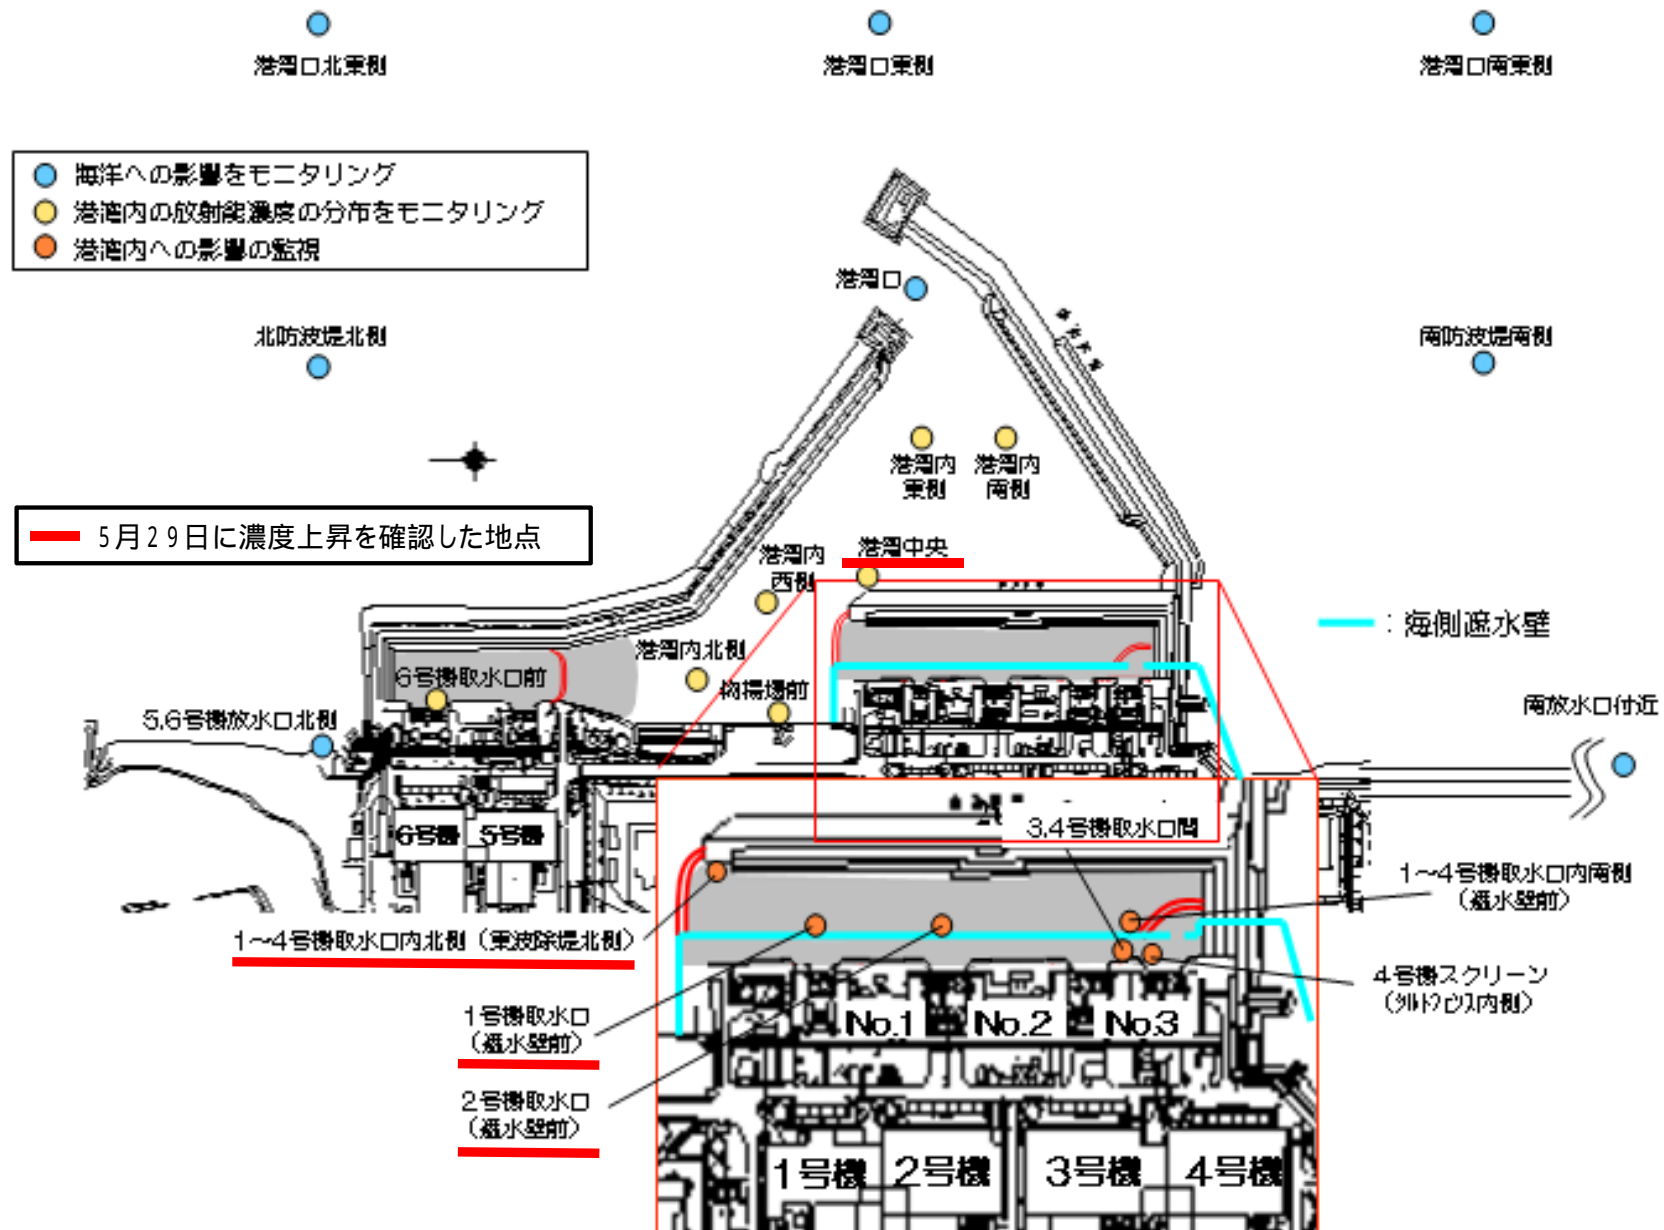 港湾口北東側
港湾口東側
港湾口南東側
海洋への影響をモニタリング
港湾内の放射能濃度の分布をモニタリング
港湾内への影響の監視
港湾口
北防波堤北側
南防波堤南側
港湾内
東側
港湾内
南側
5月29日に濃度上昇を確認した地点
港湾中央
港湾内
西側
:海側遮水壁
港湾内北側
6号機取水口前
物揚場前
5,6号機放水口北側
南放水口付近
6号機
5号機
3,4号機取水口間
1~4号機取水口内南側
(遮水壁前)
1~4号機取水口内北側(東波除堤北側)
4号機スクリーン
(シルトフェンス内側)
1号機取水口
(遮水壁前)
No.1
No.2
No.3
2号機取水口
(遮水壁前)
1号機
2号機
3号機
4号機